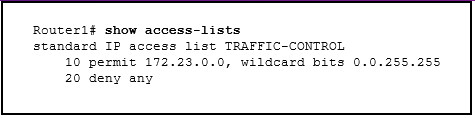 Router1# show access-lists
standard IP access list TRAFFIC-CONTROL
    10 permit 172.23.0.0, wildcard bits 0.0.255.255
    20 deny any